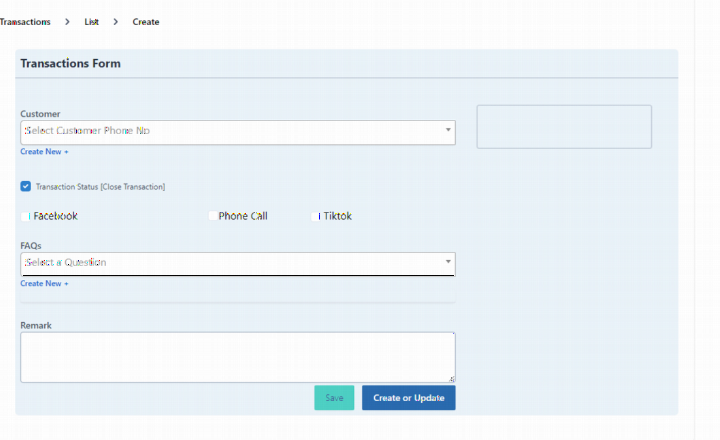 Transactions > List > Create
Transactions Form
Customer
Select Customer Phone No
Create New +
Transaction Status [Close Transaction]
Facebook Phone Call Tiktok
FAQs
Select a Question
Create New +
Remark
Save Create or Update